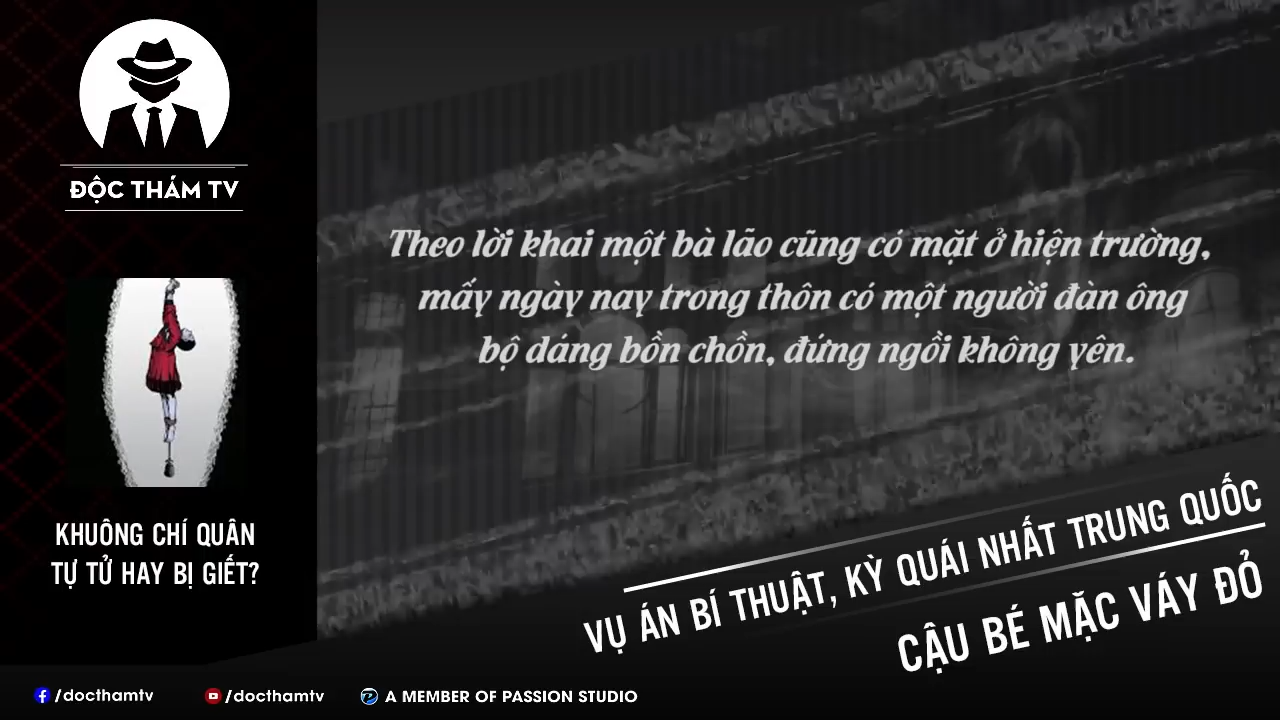 ĐỘC THÁM TV
KHUÔNG CHÍ QUÂN
TỰ TỬ HAY BỊ GIẾT?
Theo lời khai một bà lão cũng có mặt ở hiện trường,
mấy ngày nay trong thôn có một người đàn ông
bộ dáng bồn chồn, đứng ngồi không yên.
VỤ ÁN BÍ THUẬT, KỲ QUÁI NHẤT TRUNG QUỐC
CẬU BÉ MẶC VÁY ĐỎ
/docthamtv
/docthamtv
A MEMBER OF PASSION STUDIO